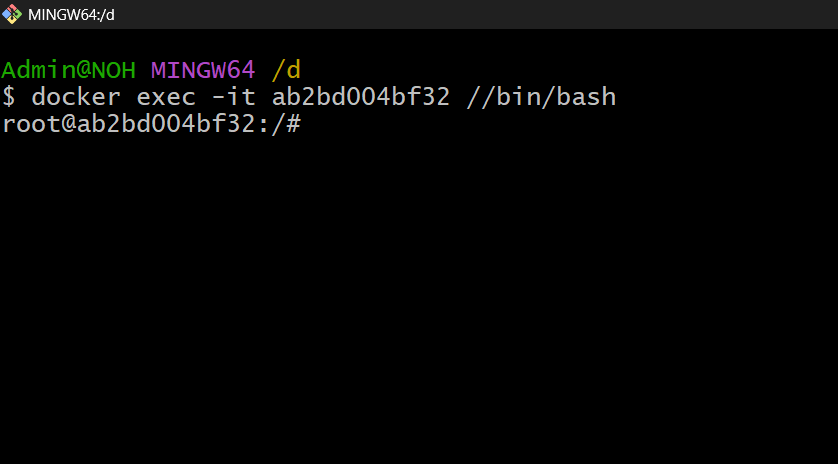 MINGW64:/d
Admin@NOH MINGW64 /d
$ docker exec -it ab2bd004bf32 //bin/bash
root@ab2bd004bf32:/#